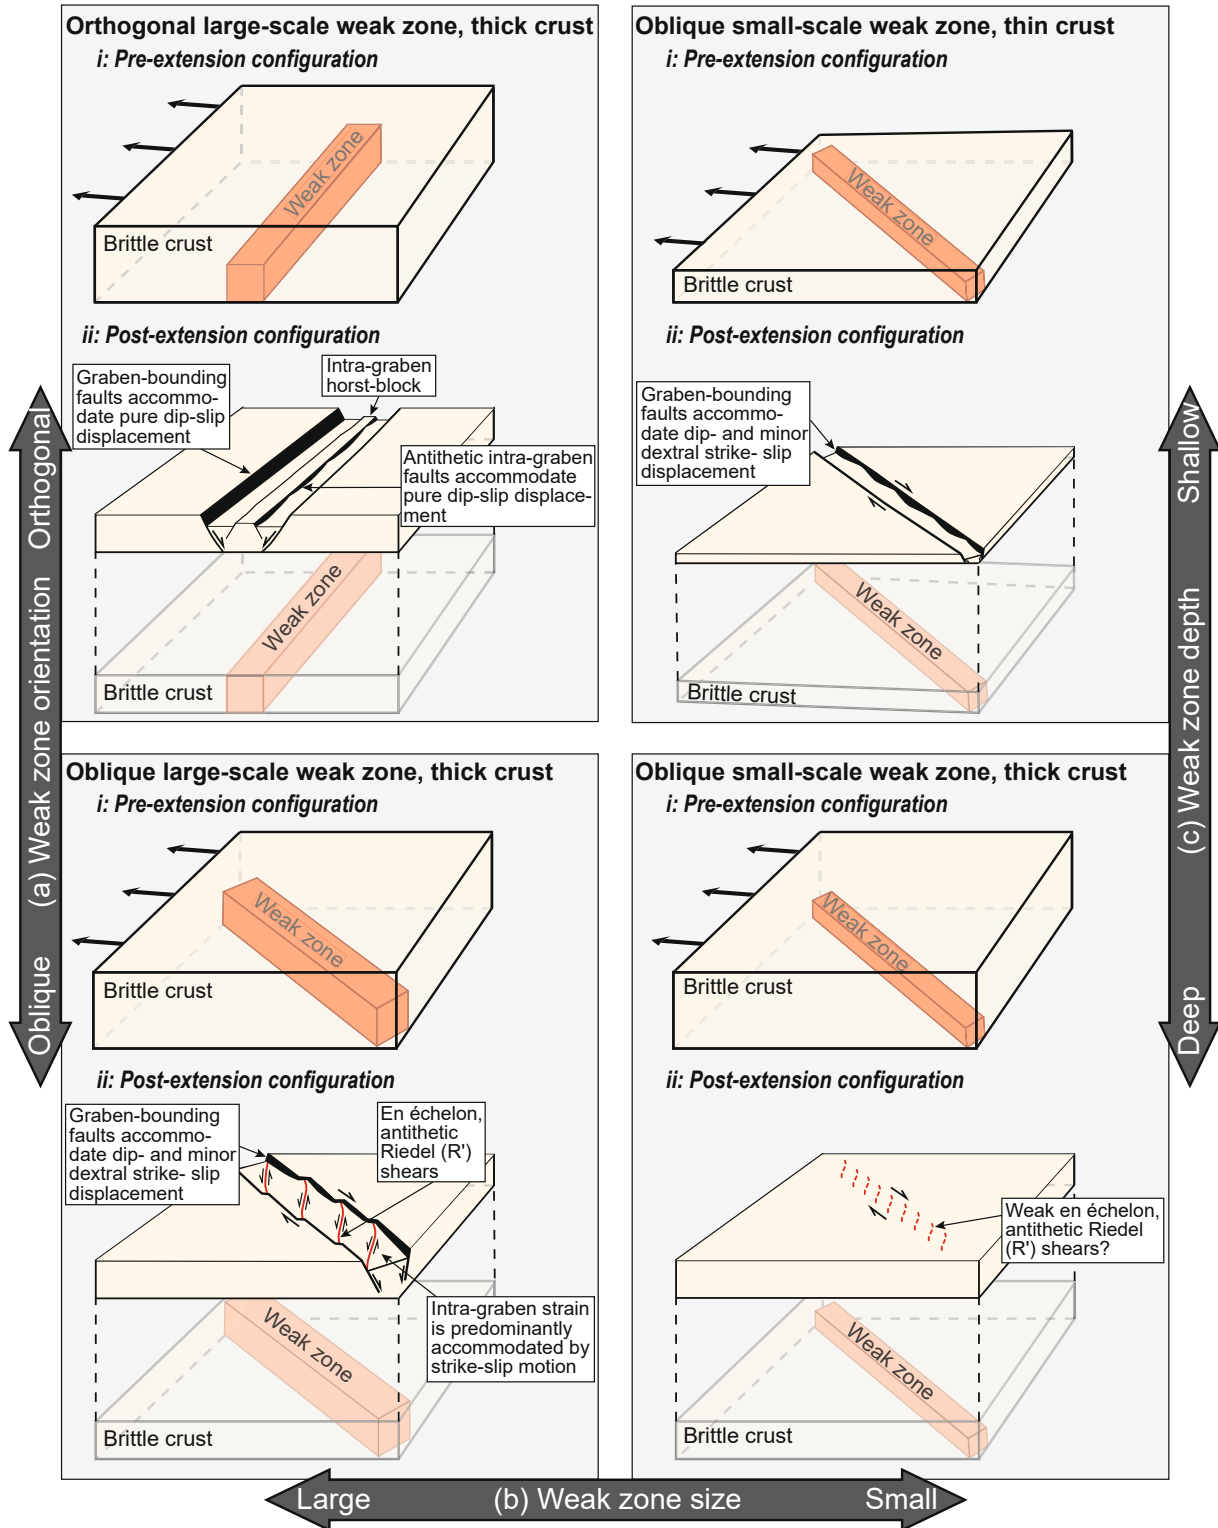 Orthogonal large-scale weak zone, thick crust
i: Pre-extension configuration
Weak zone
Brittle crust
ii: Post-extension configuration
Graben-bounding
faults accommo-
date pure dip-slip
displacement
Intra-graben
horst-block
Antithetic intra-graben
faults accommodate
pure dip-slip displace-
ment
Weak zone
Brittle crust
Oblique small-scale weak zone, thin crust
i: Pre-extension configuration
Weak zone
Brittle crust
ii: Post-extension configuration
Graben-bounding
faults accommo-
date dip- and minor
dextral strike- slip
displacement
Weak zone
Brittle crust
Oblique large-scale weak zone, thick crust
i: Pre-extension configuration
Weak zone
Brittle crust
ii: Post-extension configuration
Graben-bounding
faults accommo-
date dip- and minor
dextral strike- slip
displacement
En échelon,
antithetic
Riedel (R')
shears
Intra-graben strain
is predominantly
accommodated by
strike-slip motion
Weak zone
Brittle crust
Oblique small-scale weak zone, thick crust
i: Pre-extension configuration
Weak zone
Brittle crust
ii: Post-extension configuration
Weak en échelon,
antithetic Riedel
(R') shears?
Weak zone
Brittle crust
Oblique (a) Weak zone orientation Orthogonal
Deep (c) Weak zone depth Shallow
Large (b) Weak zone size Small